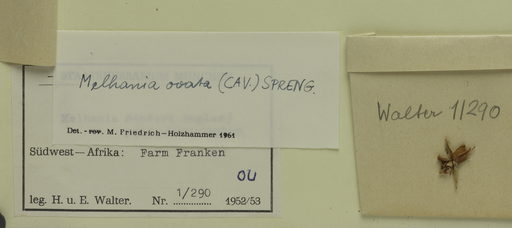 Melhania ovata (CAV.) SPRENG.
Det. - rev. M. Friedrich – Holzhammer 1961
Südwest – Afrika: Farm Franken
OU
leg. H. u. E. Walter. Nr. 1/290 1952/53
Walter 1/290